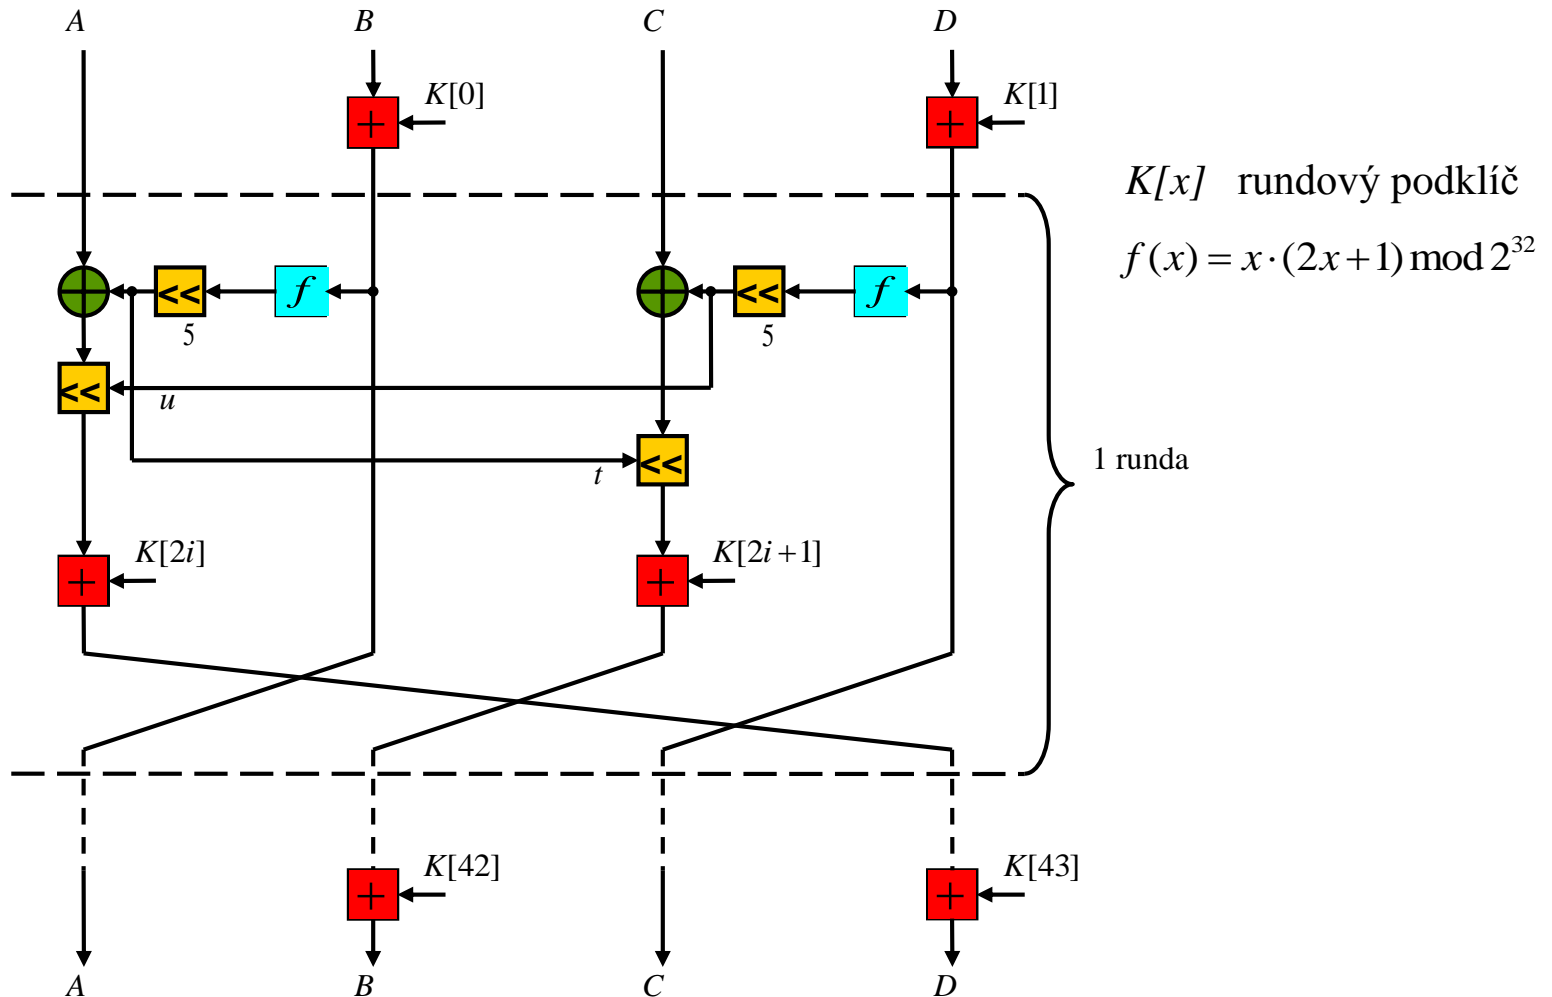 A B C D
K[0] K[1]
+ +
K[x] rundový podklíč
f(x) = x·(2x+1) mod 2^32
<< f << f
5 5
<<
u
<<
t
1 runda
K[2i] K[2i+1]
+ +
K[42] K[43]
+ +
A B C D